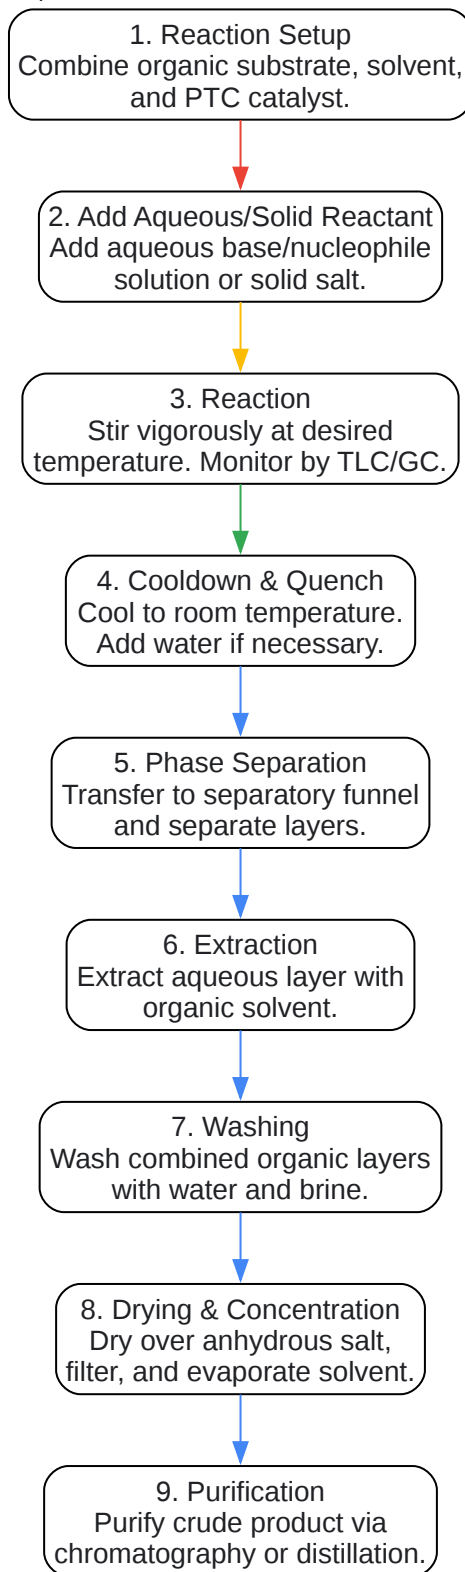 1. Reaction Setup
Combine organic substrate, solvent,
and PTC catalyst.
2. Add Aqueous/Solid Reactant
Add aqueous base/nucleophile
solution or solid salt.
3. Reaction
Stir vigorously at desired
temperature. Monitor by TLC/GC.
4. Cooldown & Quench
Cool to room temperature.
Add water if necessary.
5. Phase Separation
Transfer to separatory funnel
and separate layers.
6. Extraction
Extract aqueous layer with
organic solvent.
7. Washing
Wash combined organic layers
with water and brine.
8. Drying & Concentration
Dry over anhydrous salt,
filter, and evaporate solvent.
9. Purification
Purify crude product via
chromatography or distillation.